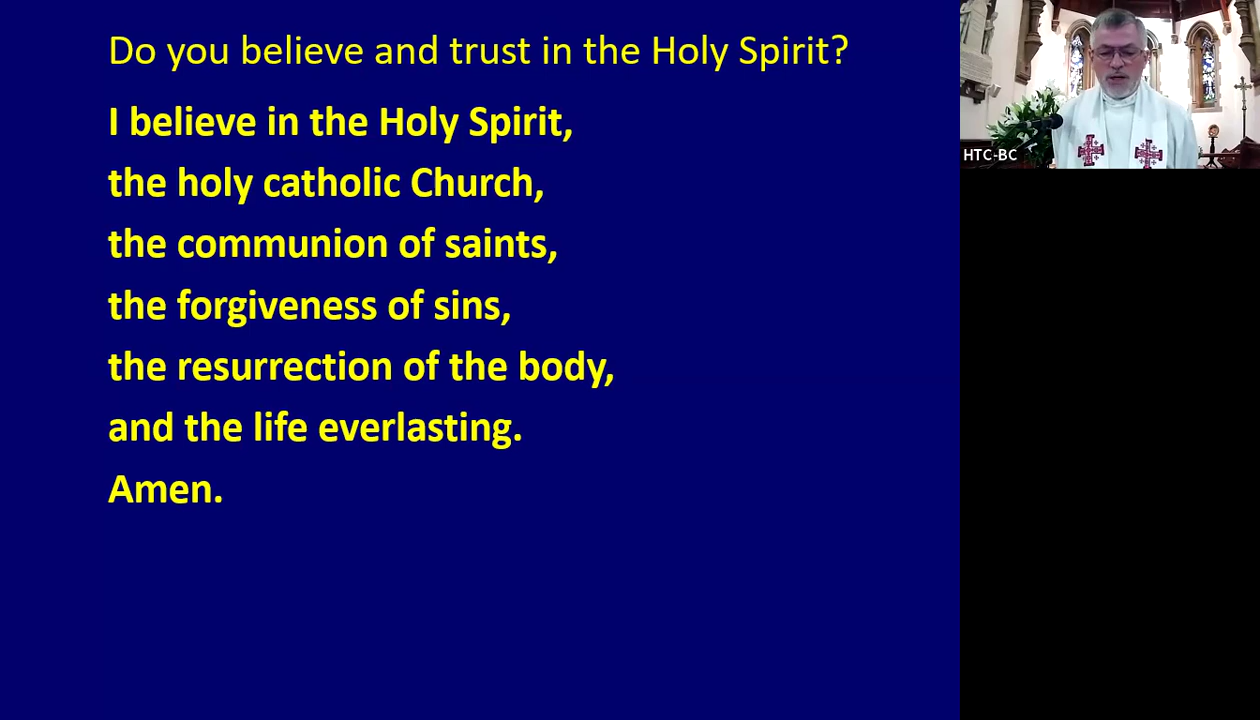 Do you believe and trust in the Holy Spirit?
I believe in the Holy Spirit,
the holy catholic Church,
the communion of saints,
the forgiveness of sins,
the resurrection of the body,
and the life everlasting.
Amen.
HTC-BC